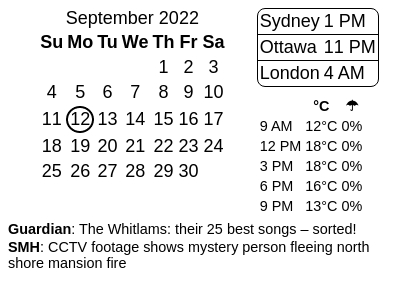 September 2022
Su Mo Tu We Th Fr Sa
1 2 3
4 5 6 7 8 9 10
11 12 13 14 15 16 17
18 19 20 21 22 23 24
25 26 27 28 29 30
Sydney 1 PM
Ottawa 11 PM
London 4 AM
°C ☂
9 AM 12°C 0%
12 PM 18°C 0%
3 PM 18°C 0%
6 PM 16°C 0%
9 PM 13°C 0%
Guardian: The Whitlams: their 25 best songs – sorted!
SMH: CCTV footage shows mystery person fleeing north
shore mansion fire